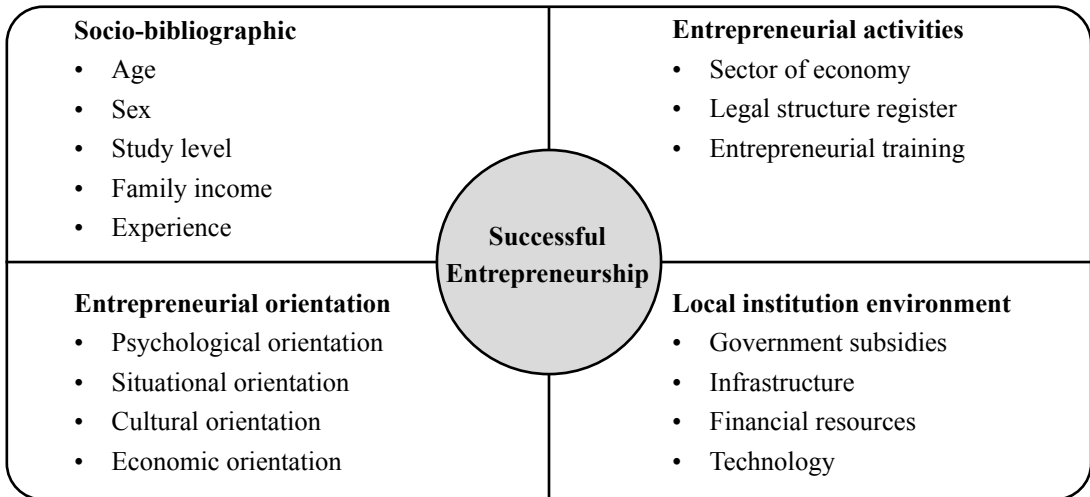 Socio-bibliographic
• Age
• Sex
• Study level
• Family income
• Experience
Entrepreneurial activities
• Sector of economy
• Legal structure register
• Entrepreneurial training
Successful
Entrepreneurship
Entrepreneurial orientation
• Psychological orientation
• Situational orientation
• Cultural orientation
• Economic orientation
Local institution environment
• Government subsidies
• Infrastructure
• Financial resources
• Technology